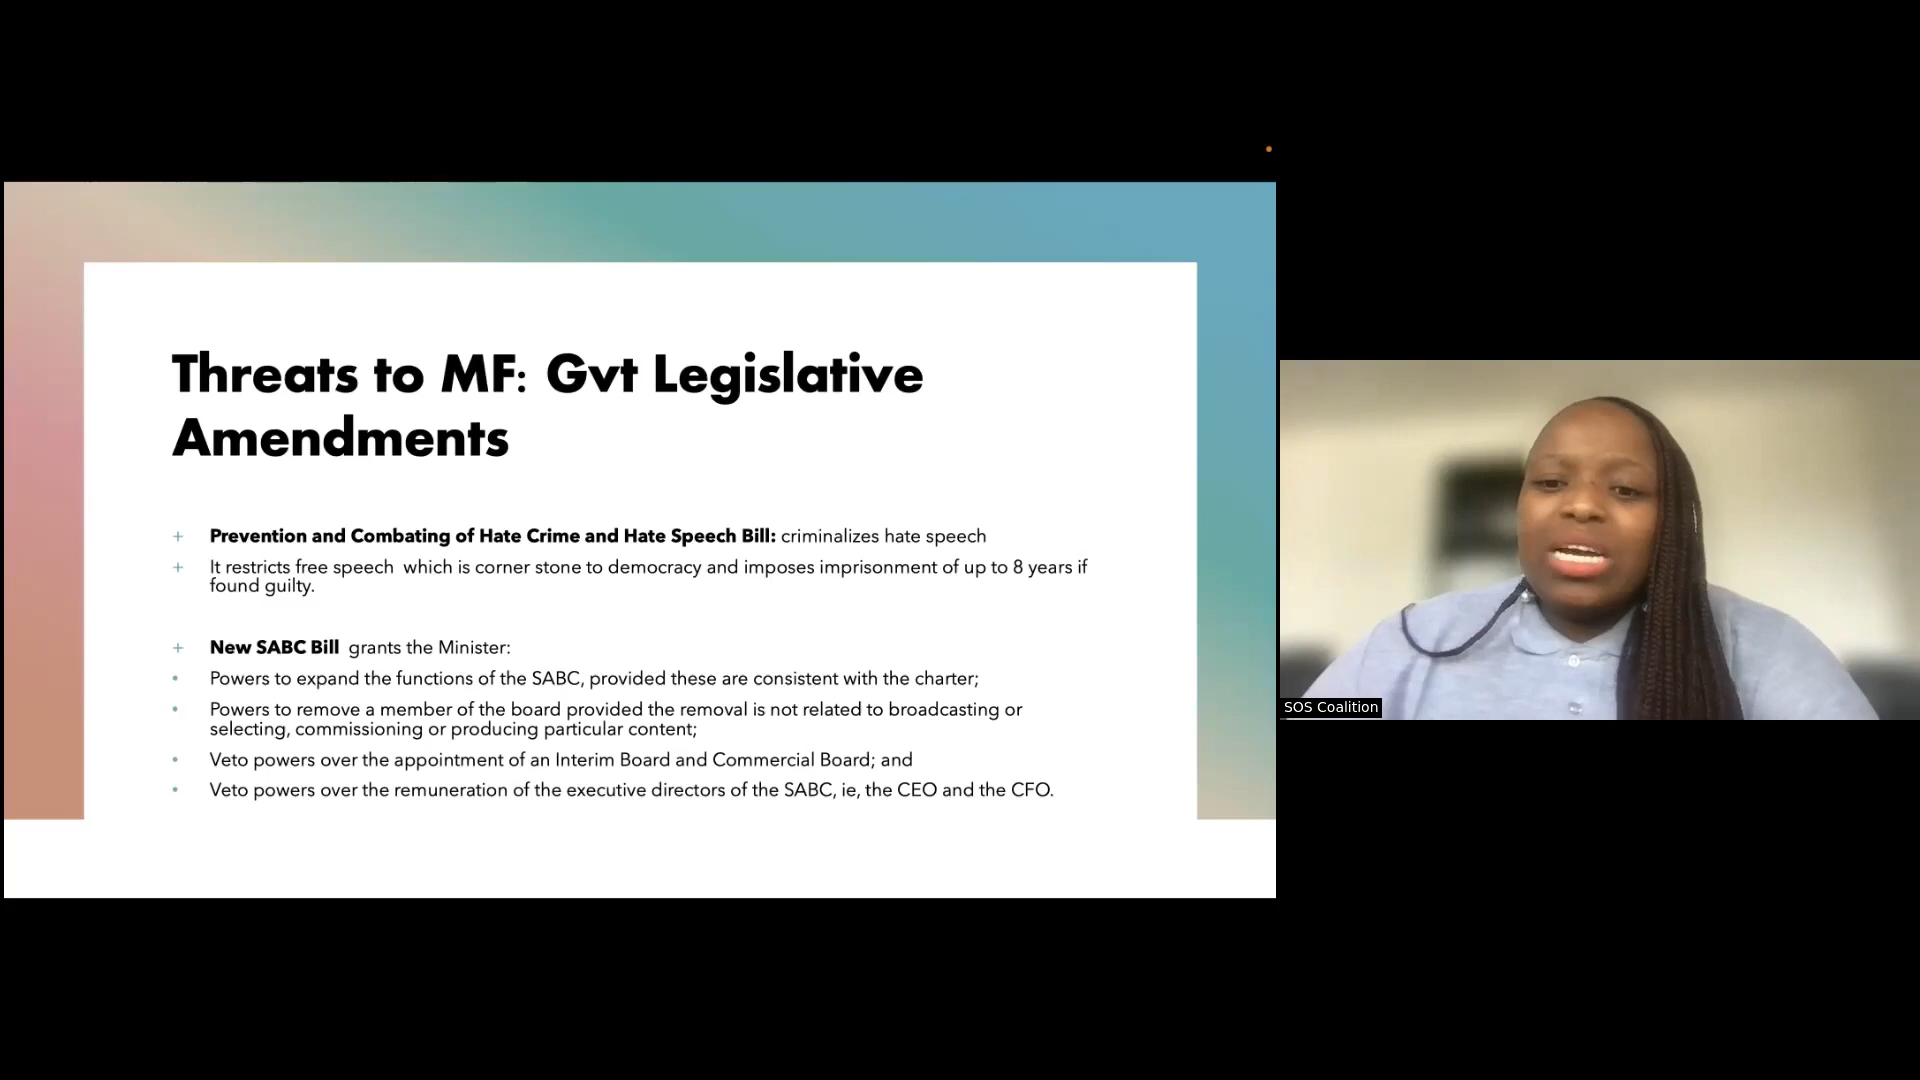 Threats to MF: Gvt Legislative
Amendments
+ Prevention and Combating of Hate Crime and Hate Speech Bill: criminalizes hate speech
+ It restricts free speech  which is corner stone to democracy and imposes imprisonment of up to 8 years if
found guilty.
+ New SABC Bill  grants the Minister:
• Powers to expand the functions of the SABC, provided these are consistent with the charter;
• Powers to remove a member of the board provided the removal is not related to broadcasting or
selecting, commissioning or producing particular content;
• Veto powers over the appointment of an Interim Board and Commercial Board; and
• Veto powers over the remuneration of the executive directors of the SABC, ie, the CEO and the CFO.
SOS Coalition